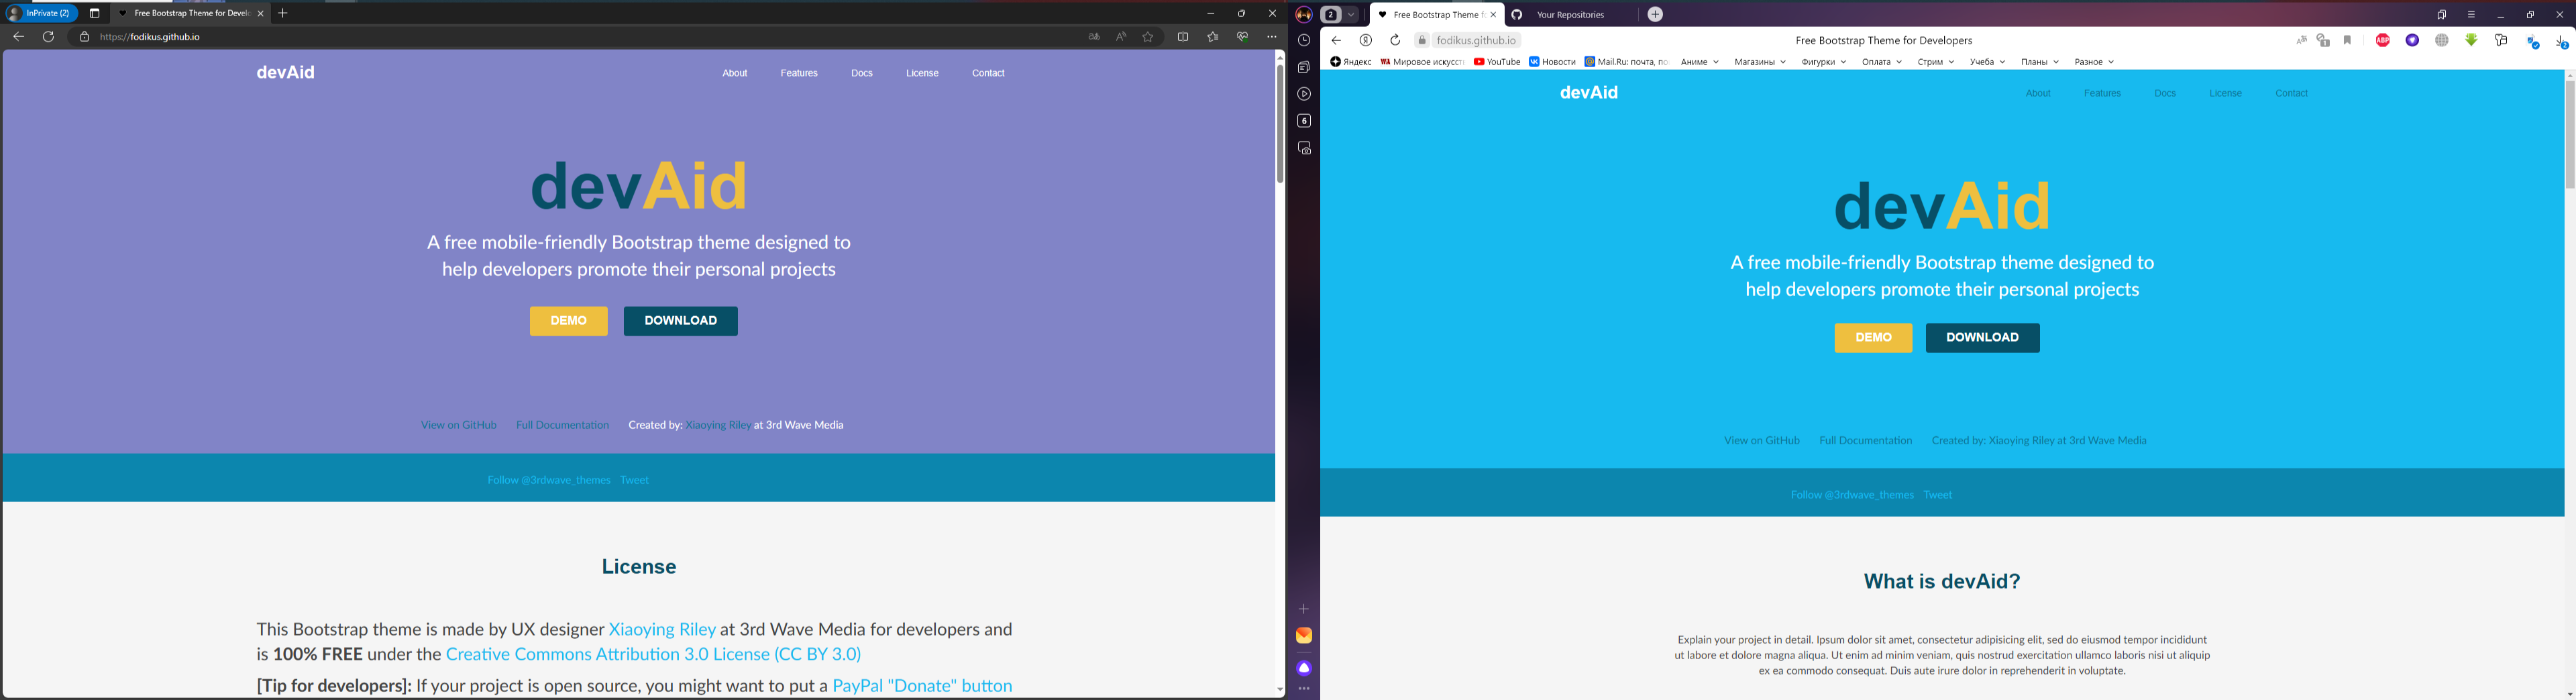 InPrivate (2)
Free Bootstrap Theme for Develo
https://fodikus.github.io
devAid
About
Features
Docs
License
Contact
devAid
A free mobile-friendly Bootstrap theme designed to
help developers promote their personal projects
DEMO
DOWNLOAD
View on GitHub
Full Documentation
Created by: Xiaoying Riley at 3rd Wave Media
Follow @3rdwave_themes
Tweet
License
This Bootstrap theme is made by UX designer Xiaoying Riley at 3rd Wave Media for developers and
is 100% FREE under the Creative Commons Attribution 3.0 License (CC BY 3.0)
[Tip for developers]: If your project is open source, you might want to put a PayPal "Donate" button
2
Free Bootstrap Theme f
Your Repositories
fodikus.github.io
Free Bootstrap Theme for Developers
ABP
1
2
6
Яндекс
Мировое искусст
YouTube
Новости
Mail.Ru: почта, по
Аниме
Магазины
Фигурки
Оплата
Стрим
Учеба
Планы
Разное
devAid
About
Features
Docs
License
Contact
devAid
A free mobile-friendly Bootstrap theme designed to
help developers promote their personal projects
DEMO
DOWNLOAD
View on GitHub
Full Documentation
Created by: Xiaoying Riley at 3rd Wave Media
Follow @3rdwave_themes
Tweet
What is devAid?
Explain your project in detail. Ipsum dolor sit amet, consectetur adipisicing elit, sed do eiusmod tempor incididunt
ut labore et dolore magna aliqua. Ut enim ad minim veniam, quis nostrud exercitation ullamco laboris nisi ut aliquip
ex ea commodo consequat. Duis aute irure dolor in reprehenderit in voluptate.